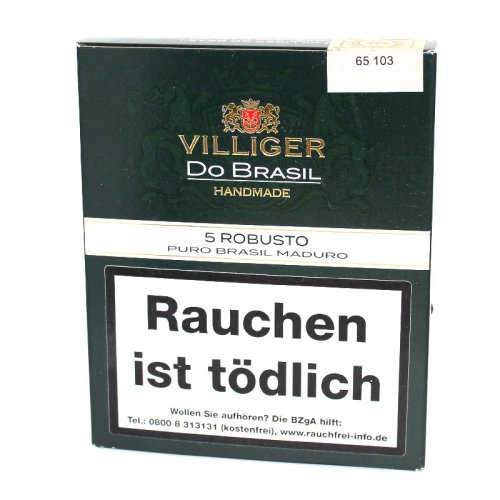 65 103
VILLIGER
DO BRASIL
HANDMADE
5 ROBUSTO
PURO BRASIL MADURO
Rauchen
ist tödlich
Wollen Sie aufhören? Die BZgA hilft:
Tel.: 0800 8 313131 (kostenfrei), www.rauchfrei-info.de